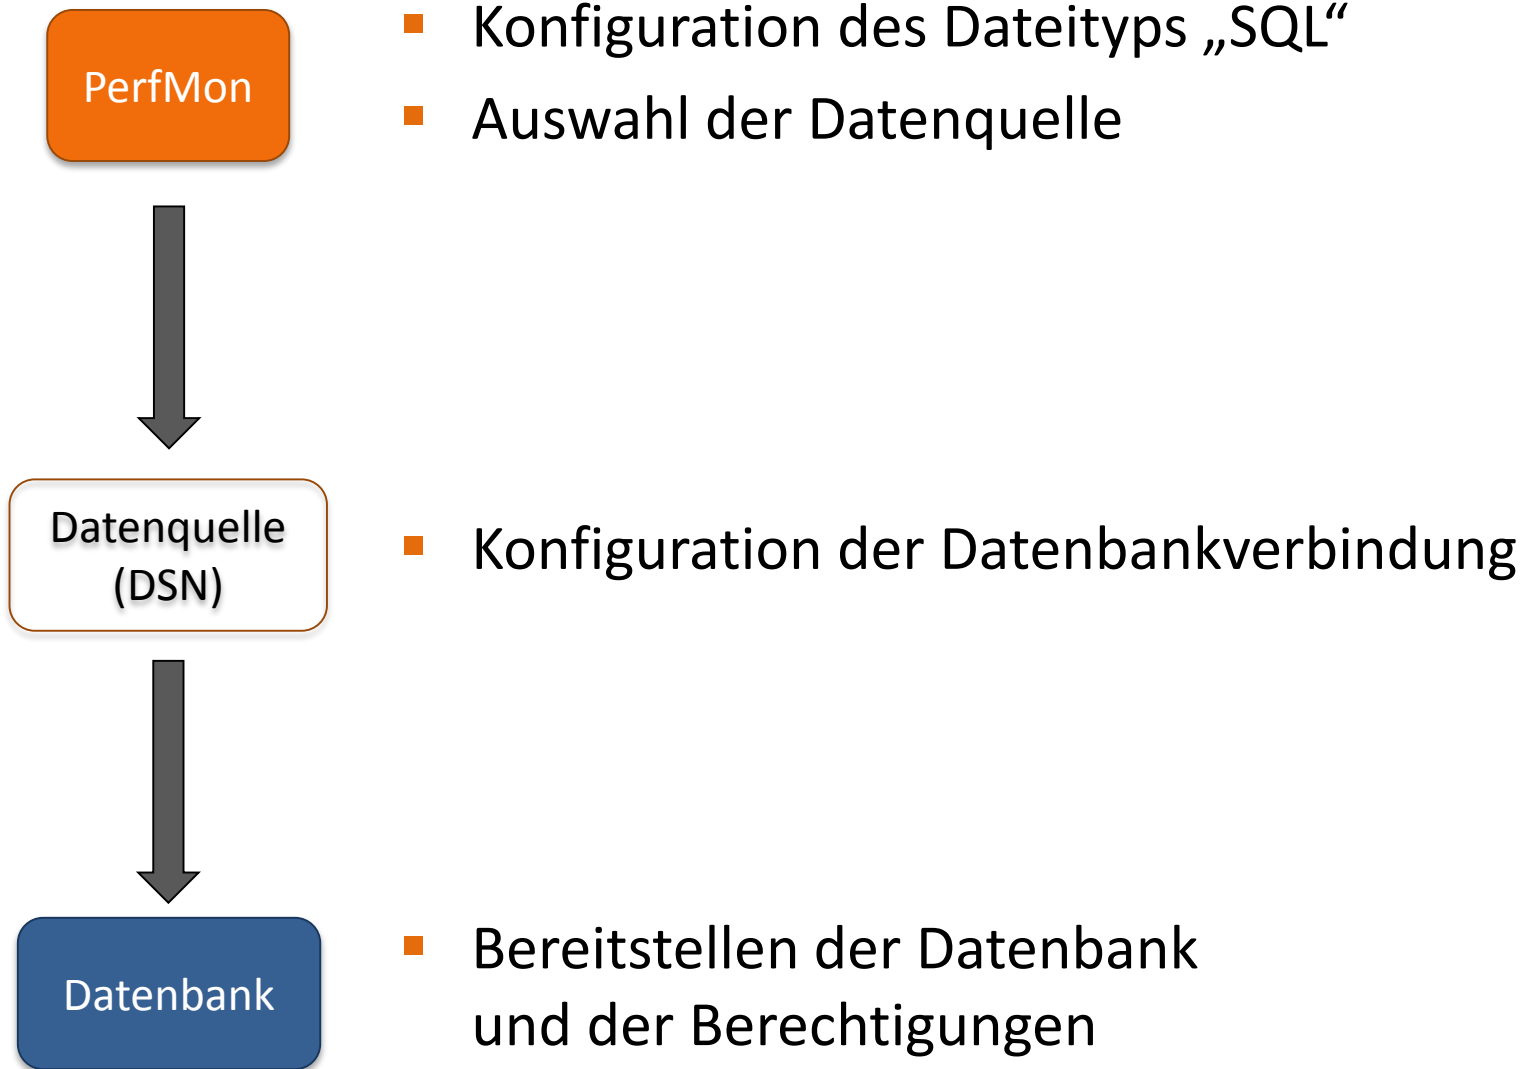 PerfMon
Konfiguration des Dateityps „SQL“
Auswahl der Datenquelle
Datenquelle
(DSN)
Konfiguration der Datenbankverbindung
Datenbank
Bereitstellen der Datenbank
und der Berechtigungen